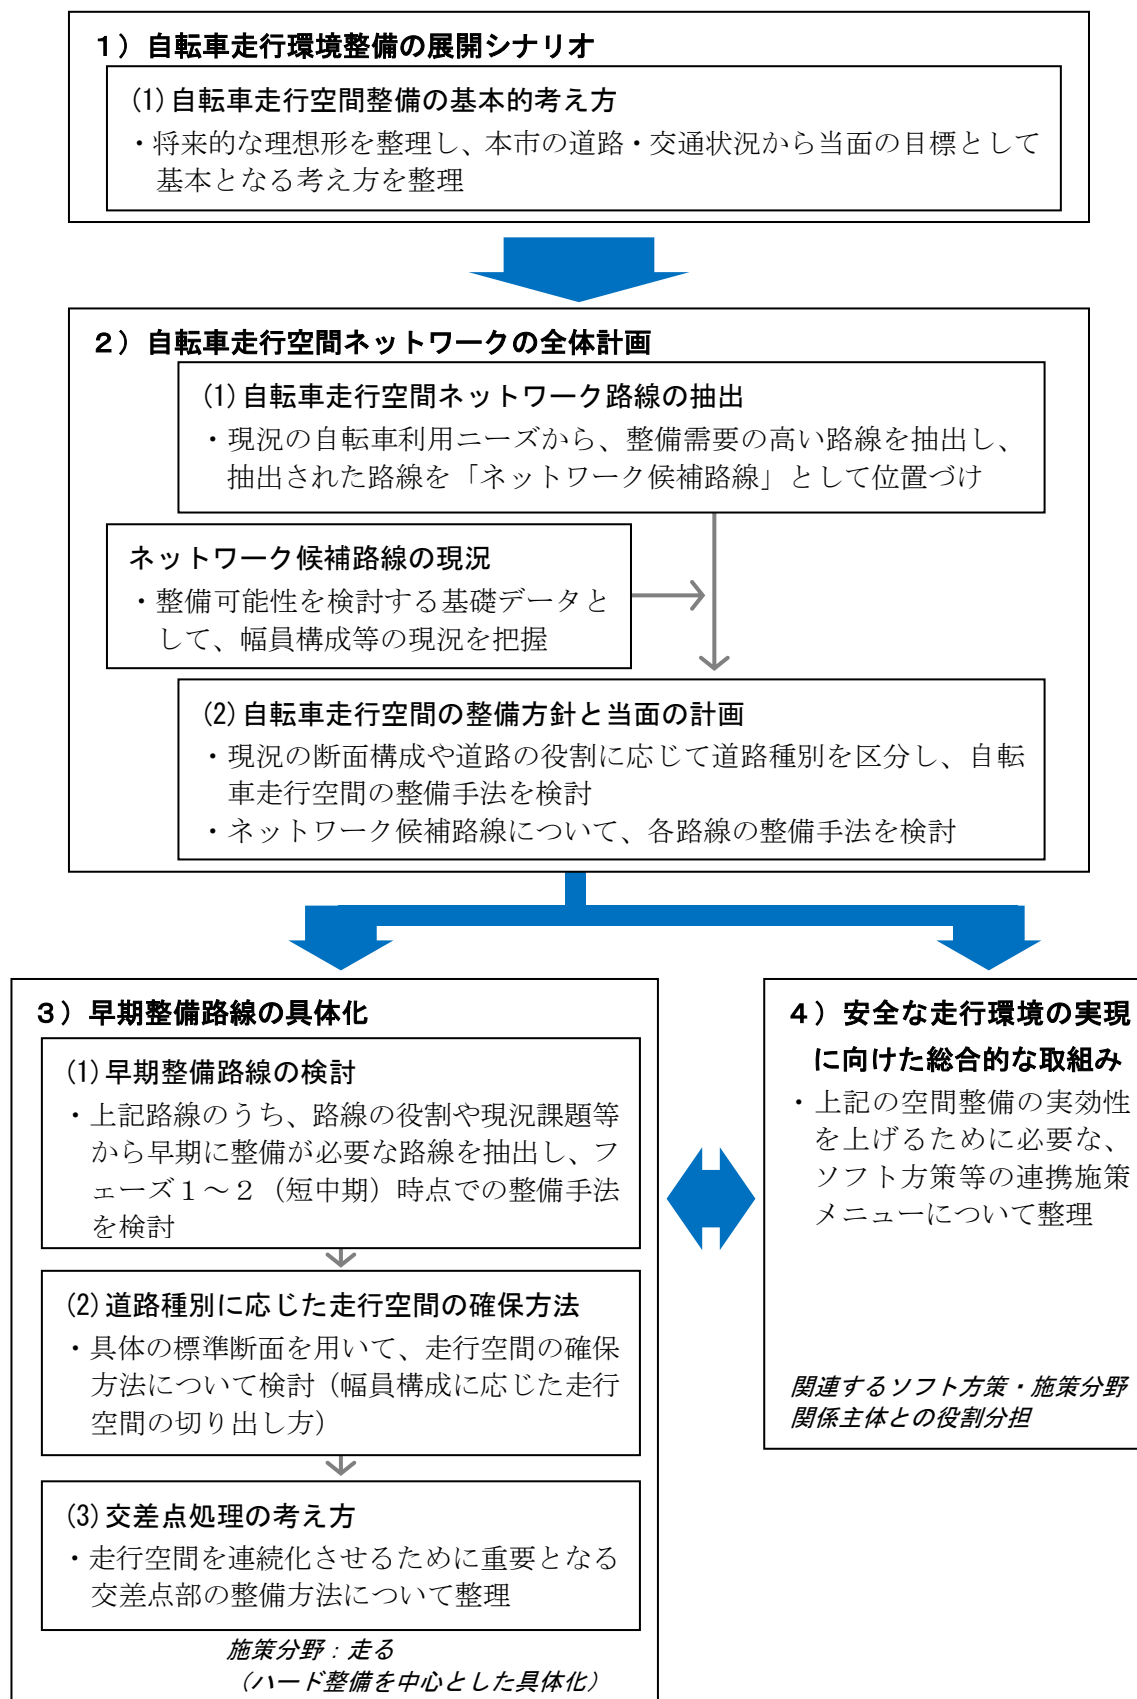 １）自転車走行環境整備の展開シナリオ
(1)自転車走行空間整備の基本的考え方
・将来的な理想形を整理し、本市の道路・交通状況から当面の目標として
基本となる考え方を整理
２）自転車走行空間ネットワークの全体計画
(1)自転車走行空間ネットワーク路線の抽出
・現況の自転車利用ニーズから、整備需要の高い路線を抽出し、
抽出された路線を「ネットワーク候補路線」として位置づけ
ネットワーク候補路線の現況
・整備可能性を検討する基礎データと
して、幅員構成等の現況を把握
(2)自転車走行空間の整備方針と当面の計画
・現況の断面構成や道路の役割に応じて道路種別を区分し、自転
車走行空間の整備手法を検討
・ネットワーク候補路線について、各路線の整備手法を検討
３）早期整備路線の具体化
(1)早期整備路線の検討
・上記路線のうち、路線の役割や現況課題等
から早期に整備が必要な路線を抽出し、フ
ェーズ１～２（短中期）時点での整備手法
を検討
(2)道路種別に応じた走行空間の確保方法
・具体の標準断面を用いて、走行空間の確保
方法について検討（幅員構成に応じた走行
空間の切り出し方）
(3)交差点処理の考え方
・走行空間を連続化させるために重要となる
交差点部の整備方法について整理
施策分野：走る
（ハード整備を中心とした具体化）
４）安全な走行環境の実現
に向けた総合的な取組み
・上記の空間整備の実効性
を上げるために必要な、
ソフト方策等の連携施策
メニューについて整理
関連するソフト方策・施策分野
関係主体との役割分担